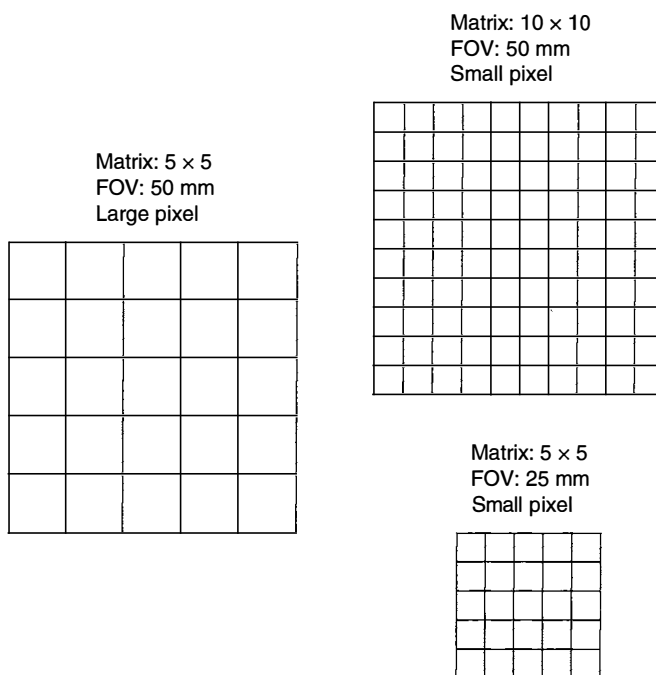 Matrix: 10 × 10
FOV: 50 mm
Small pixel
Matrix: 5 × 5
FOV: 50 mm
Large pixel
Matrix: 5 × 5
FOV: 25 mm
Small pixel